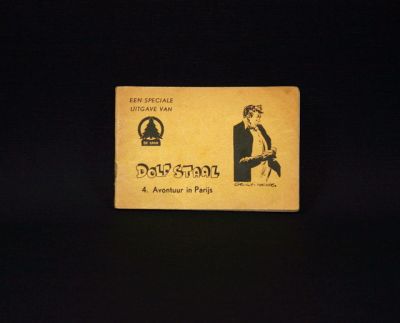 EEN SPECIALE
UITGAVE VAN
DE SPAR
DOLF STAAL
4. Avontuur in Parijs